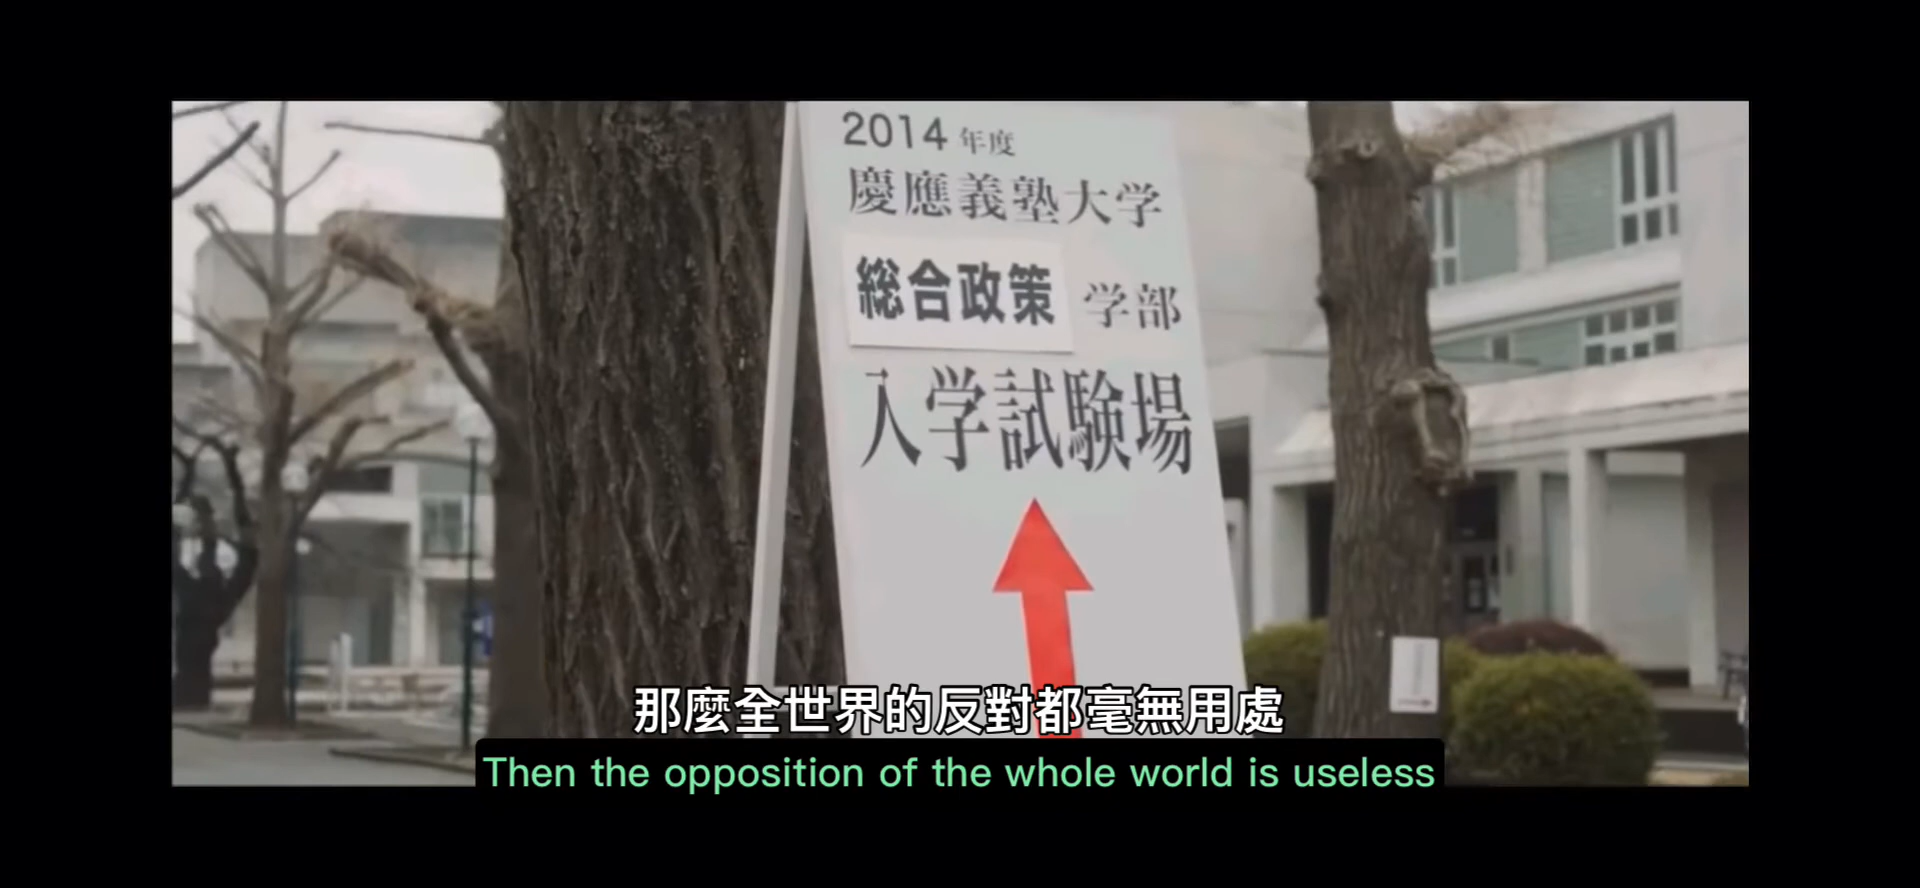 2014 年度
慶應義塾大学
総合政策 学部
入学試験場
那麼全世界的反對都毫無用處
Then the opposition of the whole world is useless